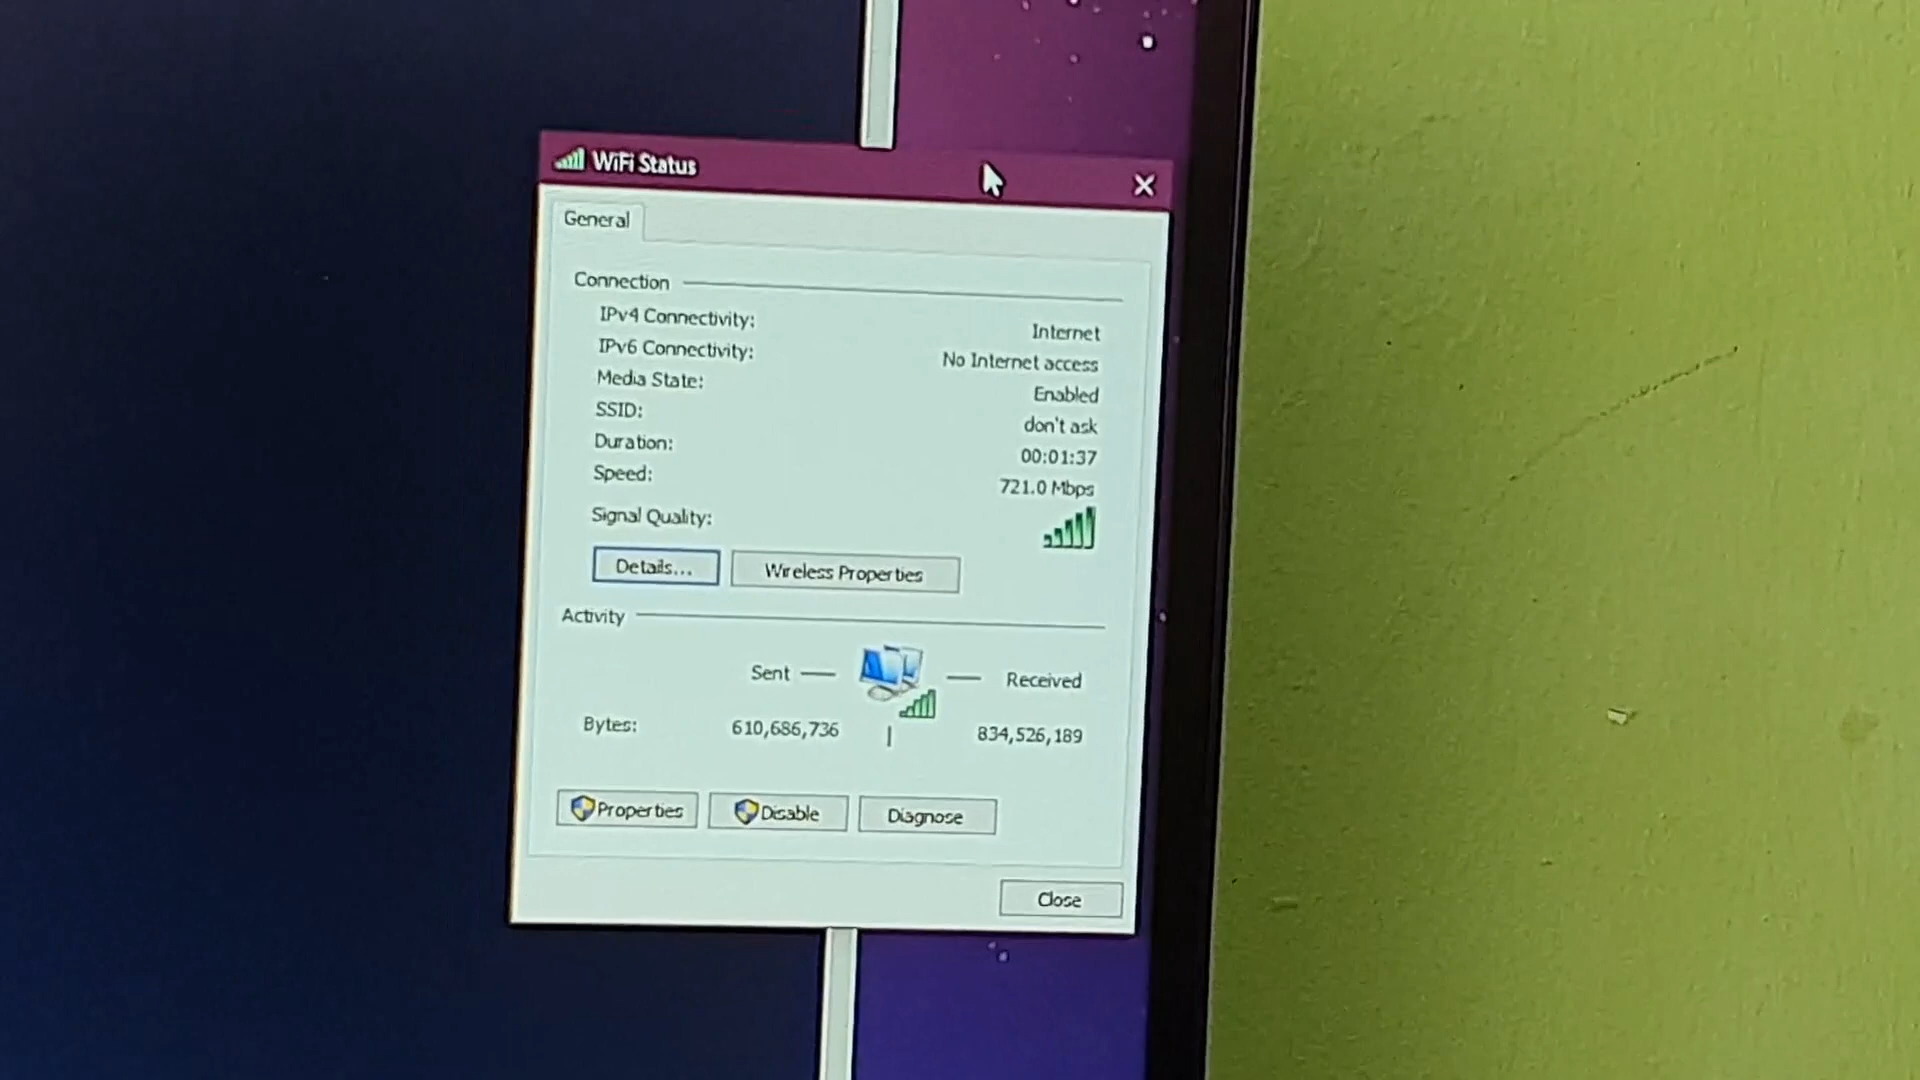 WiFi Status
General
Connection
IPv4 Connectivity: Internet
IPv6 Connectivity: No Internet access
Media State: Enabled
SSID: don't ask
Duration: 00:01:37
Speed: 721.0 Mbps
Signal Quality:
Details... Wireless Properties
Activity
Sent Received
Bytes: 610,686,736 834,526,189
Properties Disable Diagnose
Close